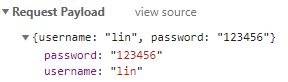 ▼ Request Payload view source
▼ {username: "lin", password: "123456"}
password: "123456"
username: "lin"